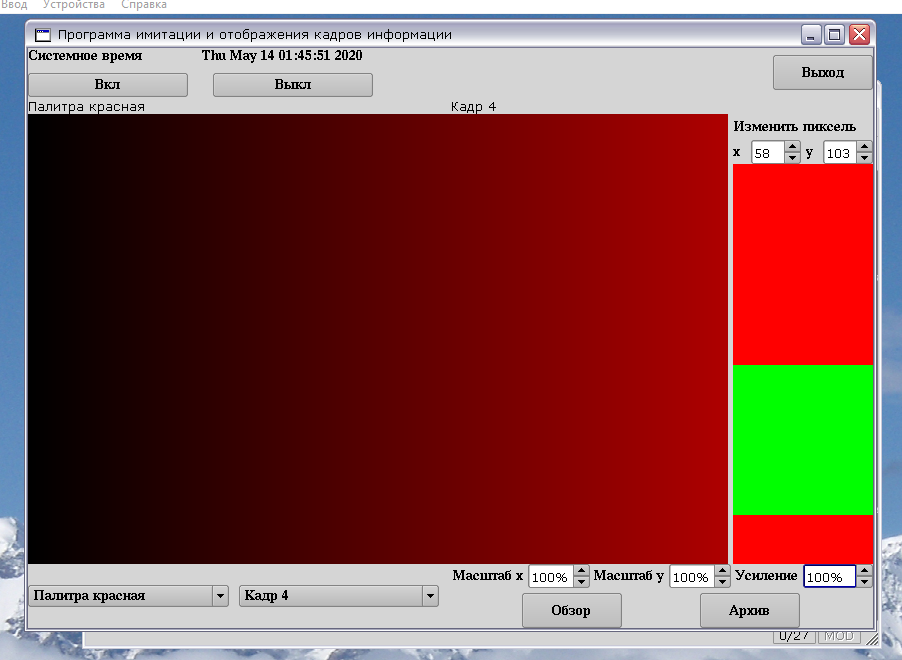 Ввод Устройства Справка
Программа имитации и отображения кадров информации
Системное время Thu May 14 01:45:51 2020
Вкл Выкл Выход
Палитра красная Кадр 4
Изменить пиксель
x 58 y 103
Масштаб x 100% Масштаб y 100% Усиление 100%
Палитра красная Кадр 4
Обзор Архив
0/27 MOD